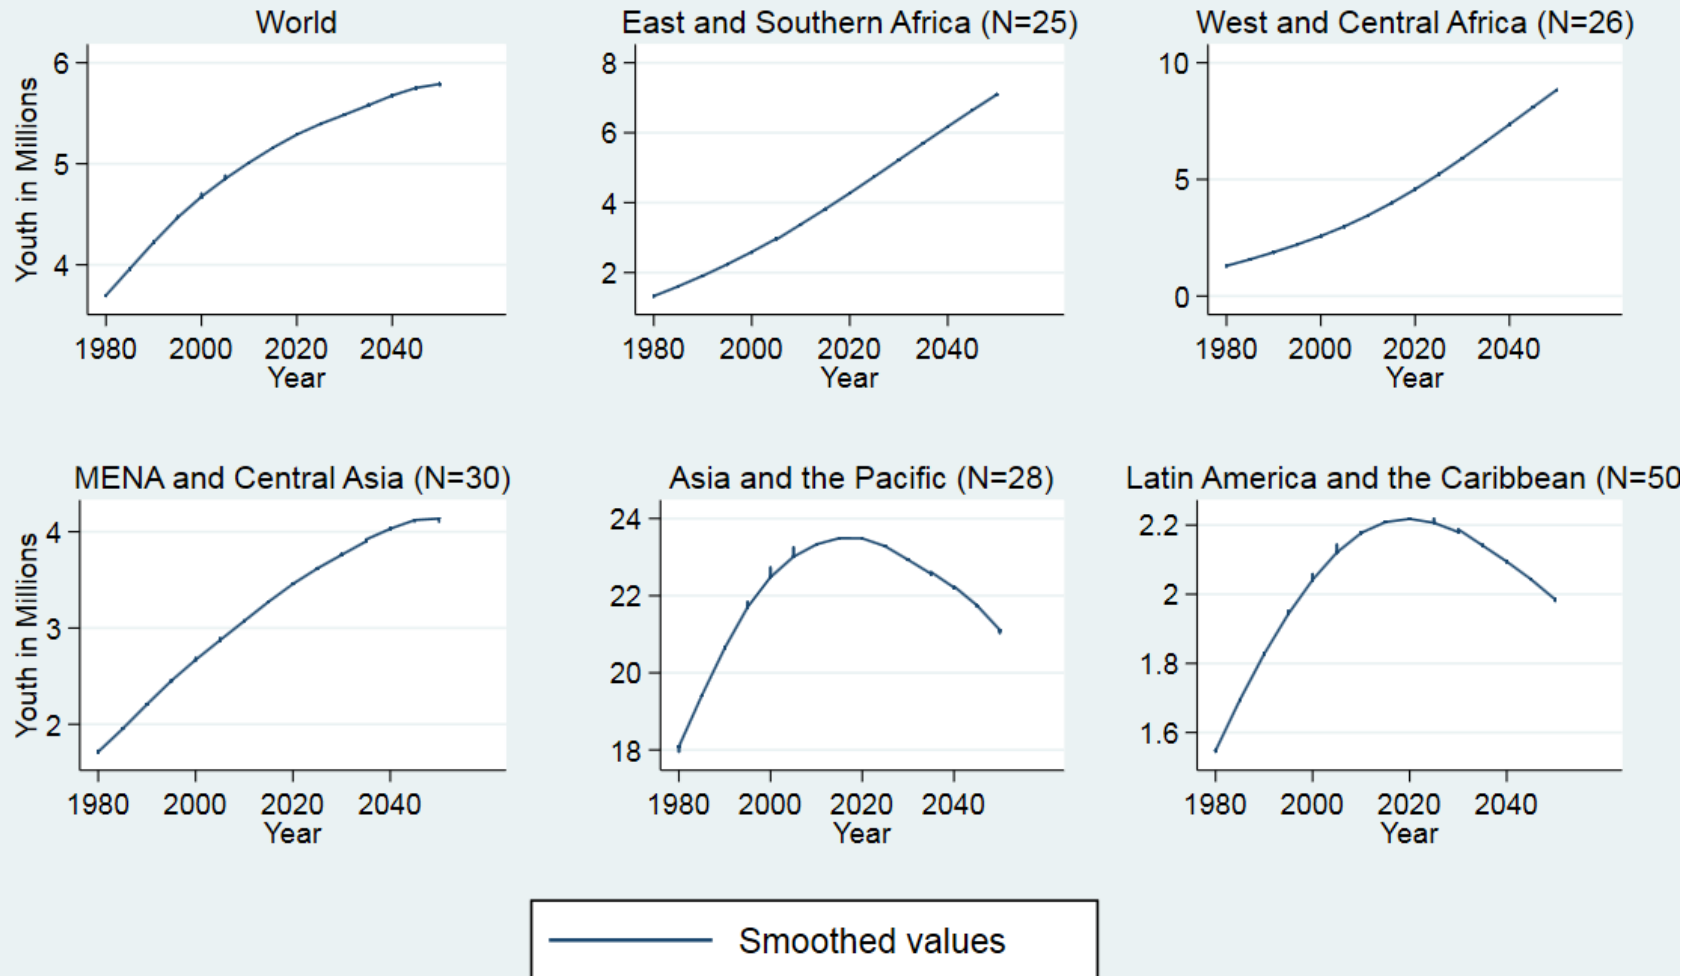 World
Youth in Millions
6
5
4
1980 2000 2020 2040
Year
East and Southern Africa (N=25)
8
6
4
2
1980 2000 2020 2040
Year
West and Central Africa (N=26)
10
5
0
1980 2000 2020 2040
Year
MENA and Central Asia (N=30)
Youth in Millions
4
3
2
1980 2000 2020 2040
Year
Asia and the Pacific (N=28)
24
22
20
18
1980 2000 2020 2040
Year
Latin America and the Caribbean (N=50
2.2
2
1.8
1.6
1980 2000 2020 2040
Year
Smoothed values